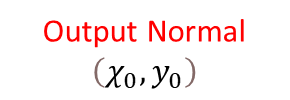 Output Normal
(χ₀, y₀)